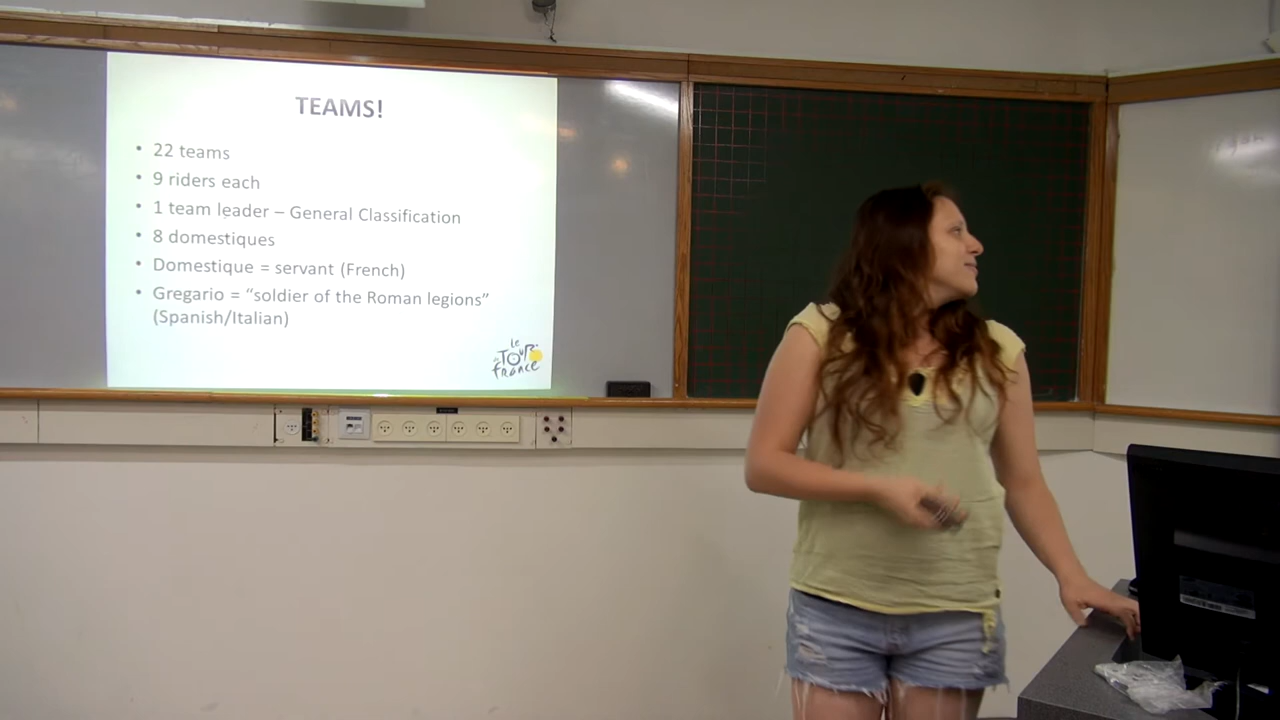 TEAMS!
• 22 teams
• 9 riders each
• 1 team leader – General Classification
• 8 domestiques
• Domestique = servant (French)
• Gregario = “soldier of the Roman legions”
(Spanish/Italian)
Le
TOUR
de
france